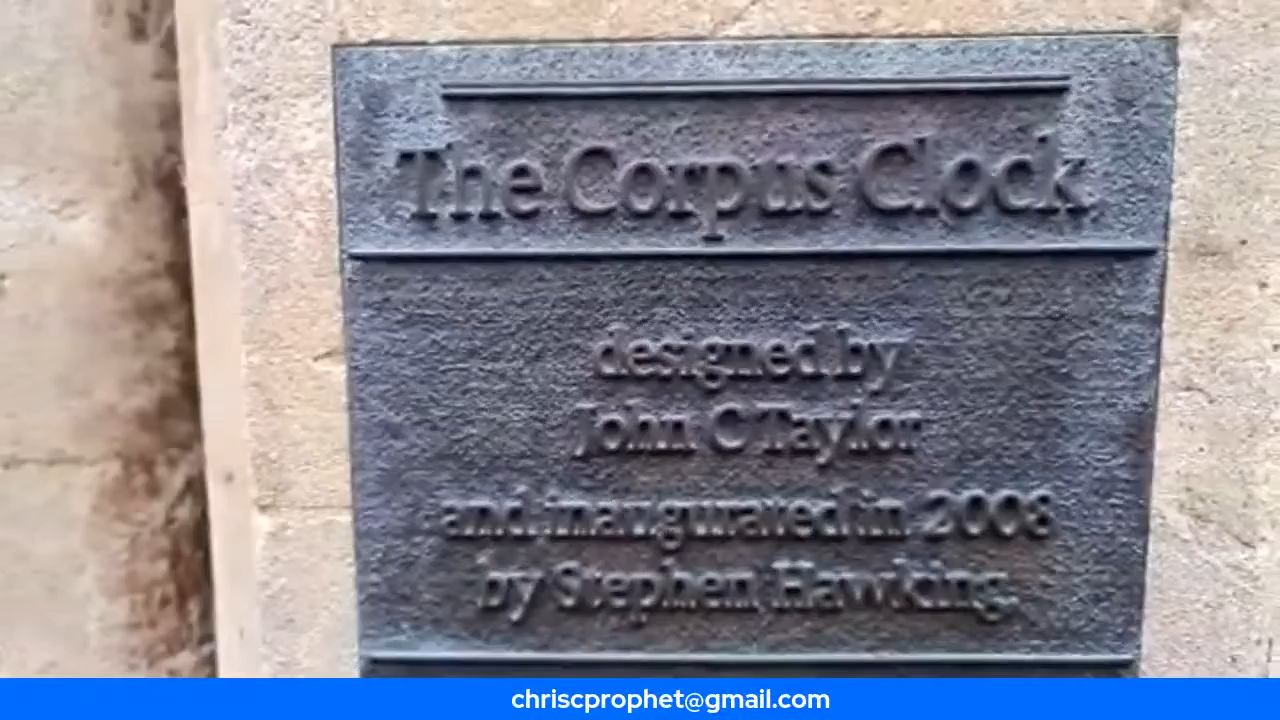 The Corpus Clock
designed by
John C Taylor
and inaugurated in 2008
by Stephen Hawking.
chriscprophet@gmail.com